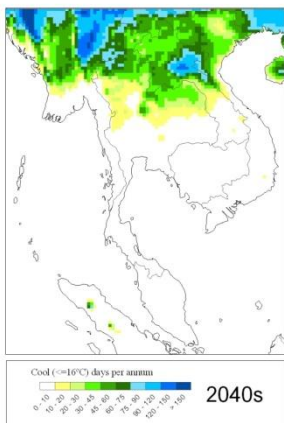 Cool (<=16°C) days per annum
0 - 10 10 - 20 20 - 30 30 - 45 45 - 60 60 - 75 75 - 90 90 - 120 120 - 150 > 150
2040s